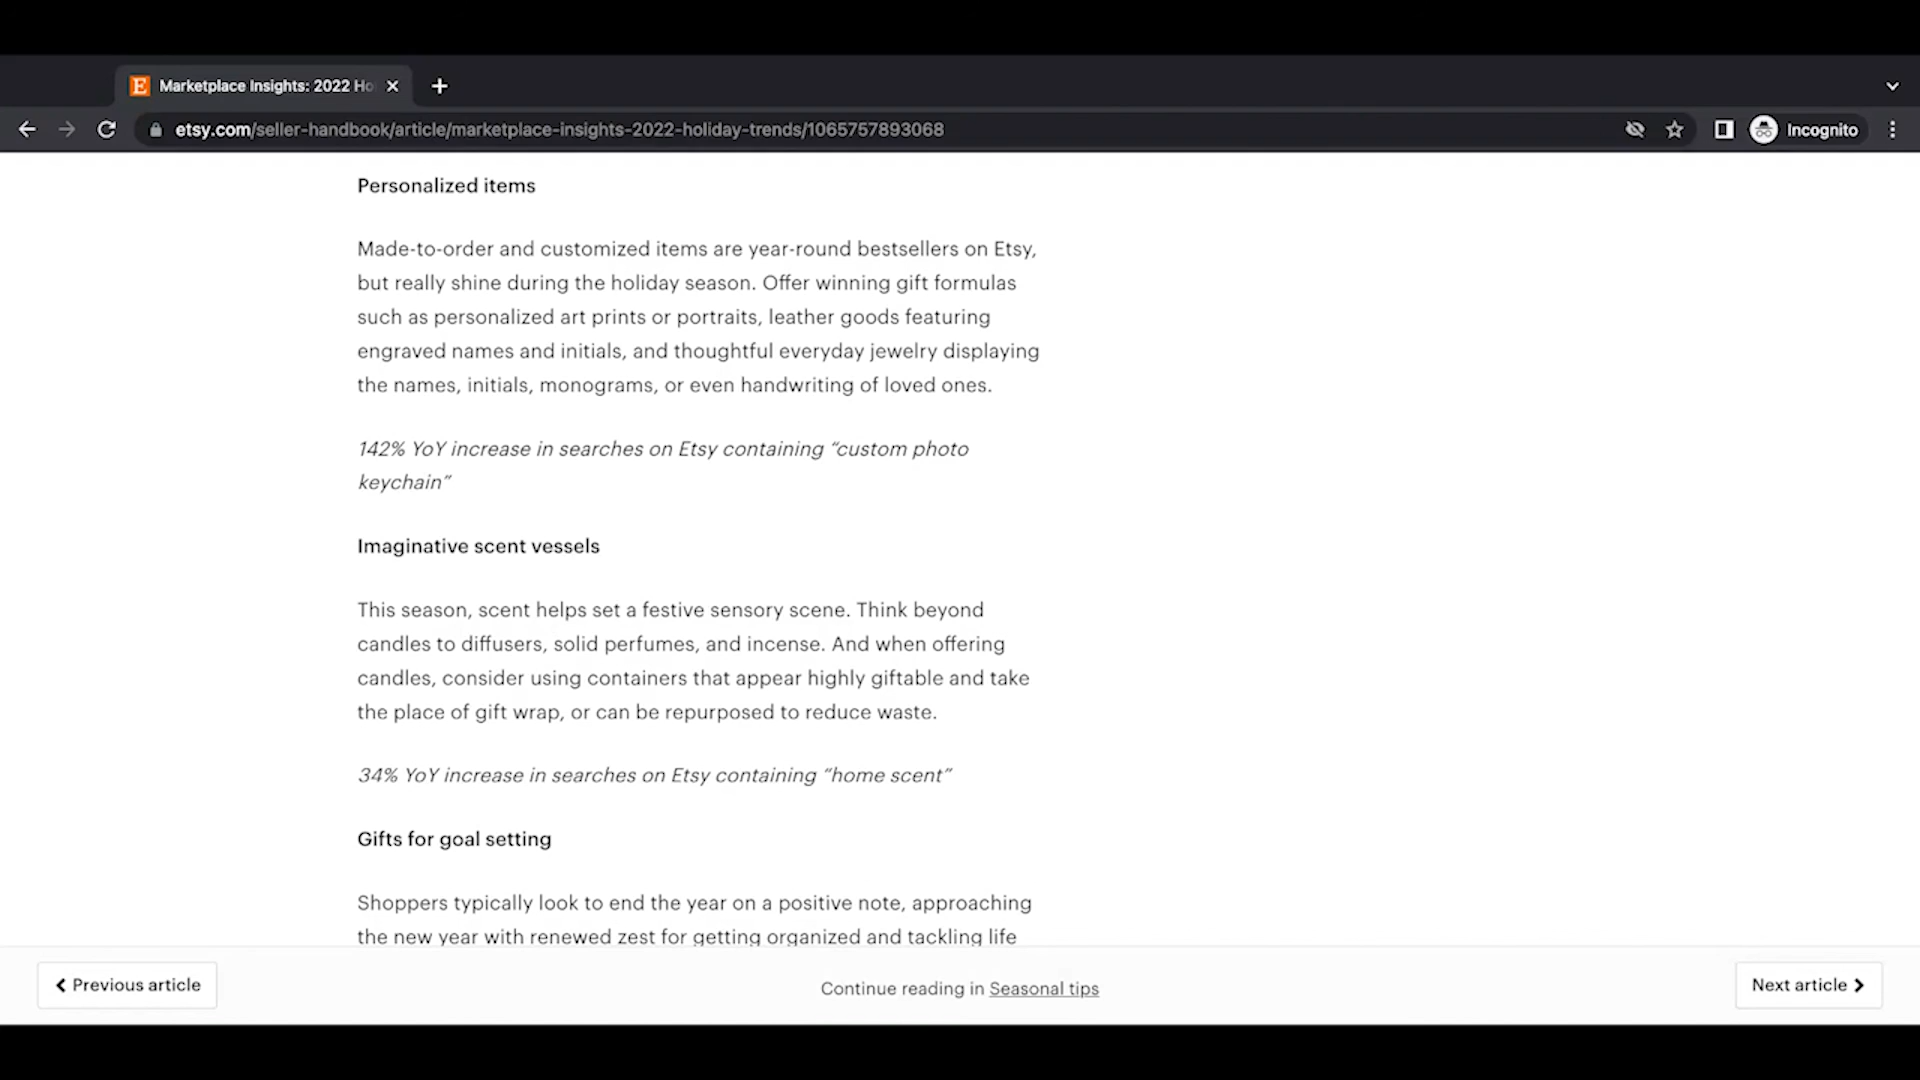 Marketplace Insights: 2022 Ho
etsy.com/seller-handbook/article/marketplace-insights-2022-holiday-trends/1065757893068
Incognito
Personalized items
Made-to-order and customized items are year-round bestsellers on Etsy,
but really shine during the holiday season. Offer winning gift formulas
such as personalized art prints or portraits, leather goods featuring
engraved names and initials, and thoughtful everyday jewelry displaying
the names, initials, monograms, or even handwriting of loved ones.
142% YoY increase in searches on Etsy containing “custom photo
keychain”
Imaginative scent vessels
This season, scent helps set a festive sensory scene. Think beyond
candles to diffusers, solid perfumes, and incense. And when offering
candles, consider using containers that appear highly giftable and take
the place of gift wrap, or can be repurposed to reduce waste.
34% YoY increase in searches on Etsy containing “home scent”
Gifts for goal setting
Shoppers typically look to end the year on a positive note, approaching
the new year with renewed zest for getting organized and tackling life
Previous article
Continue reading in Seasonal tips
Next article